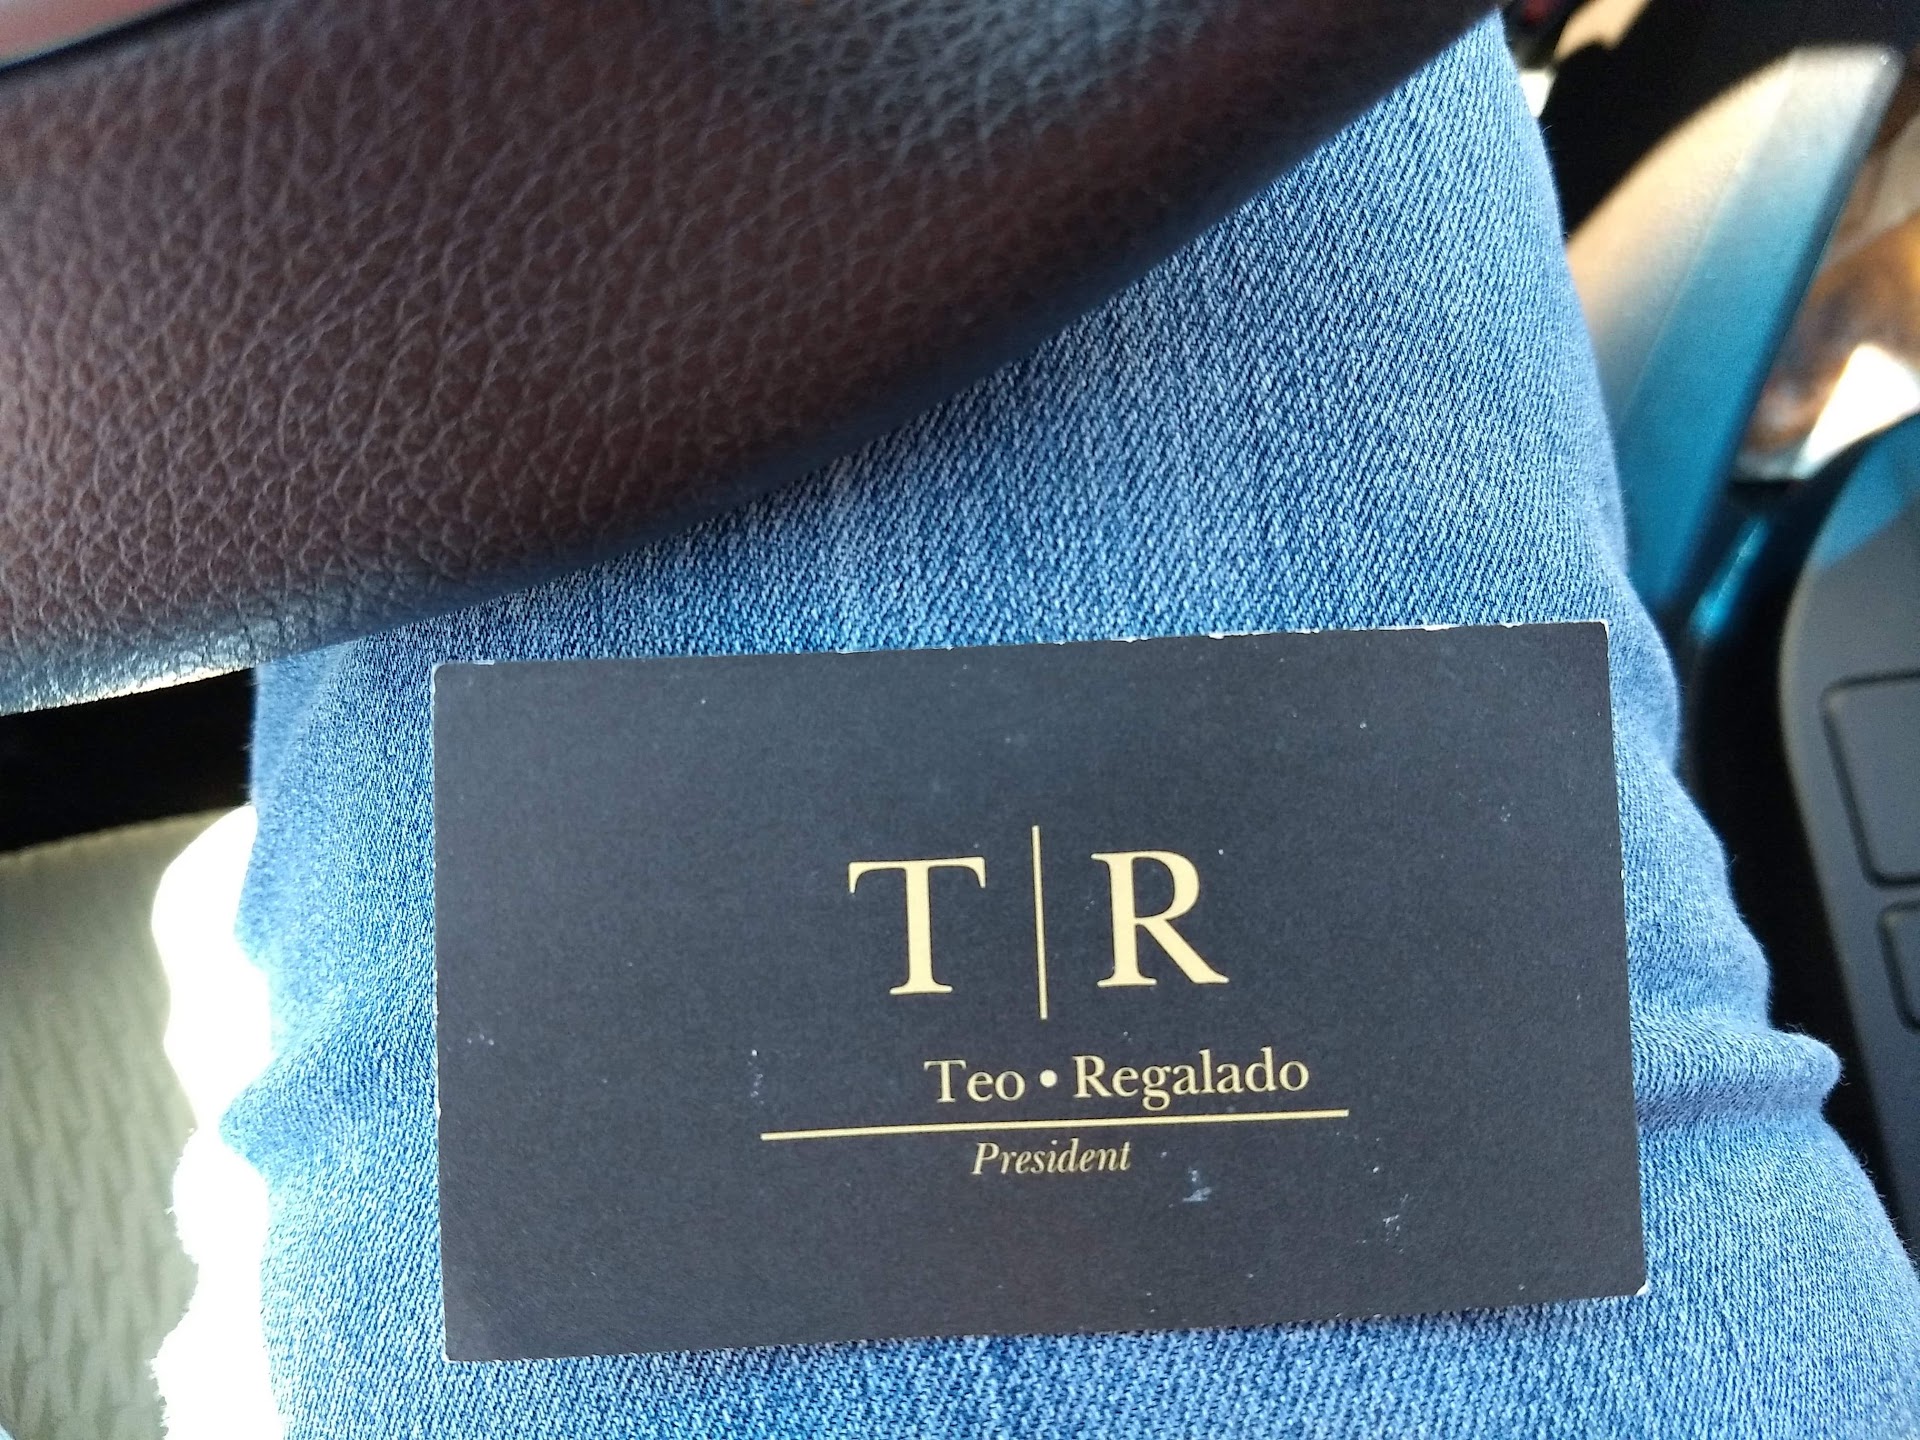 T|R
Teo • Regalado
President